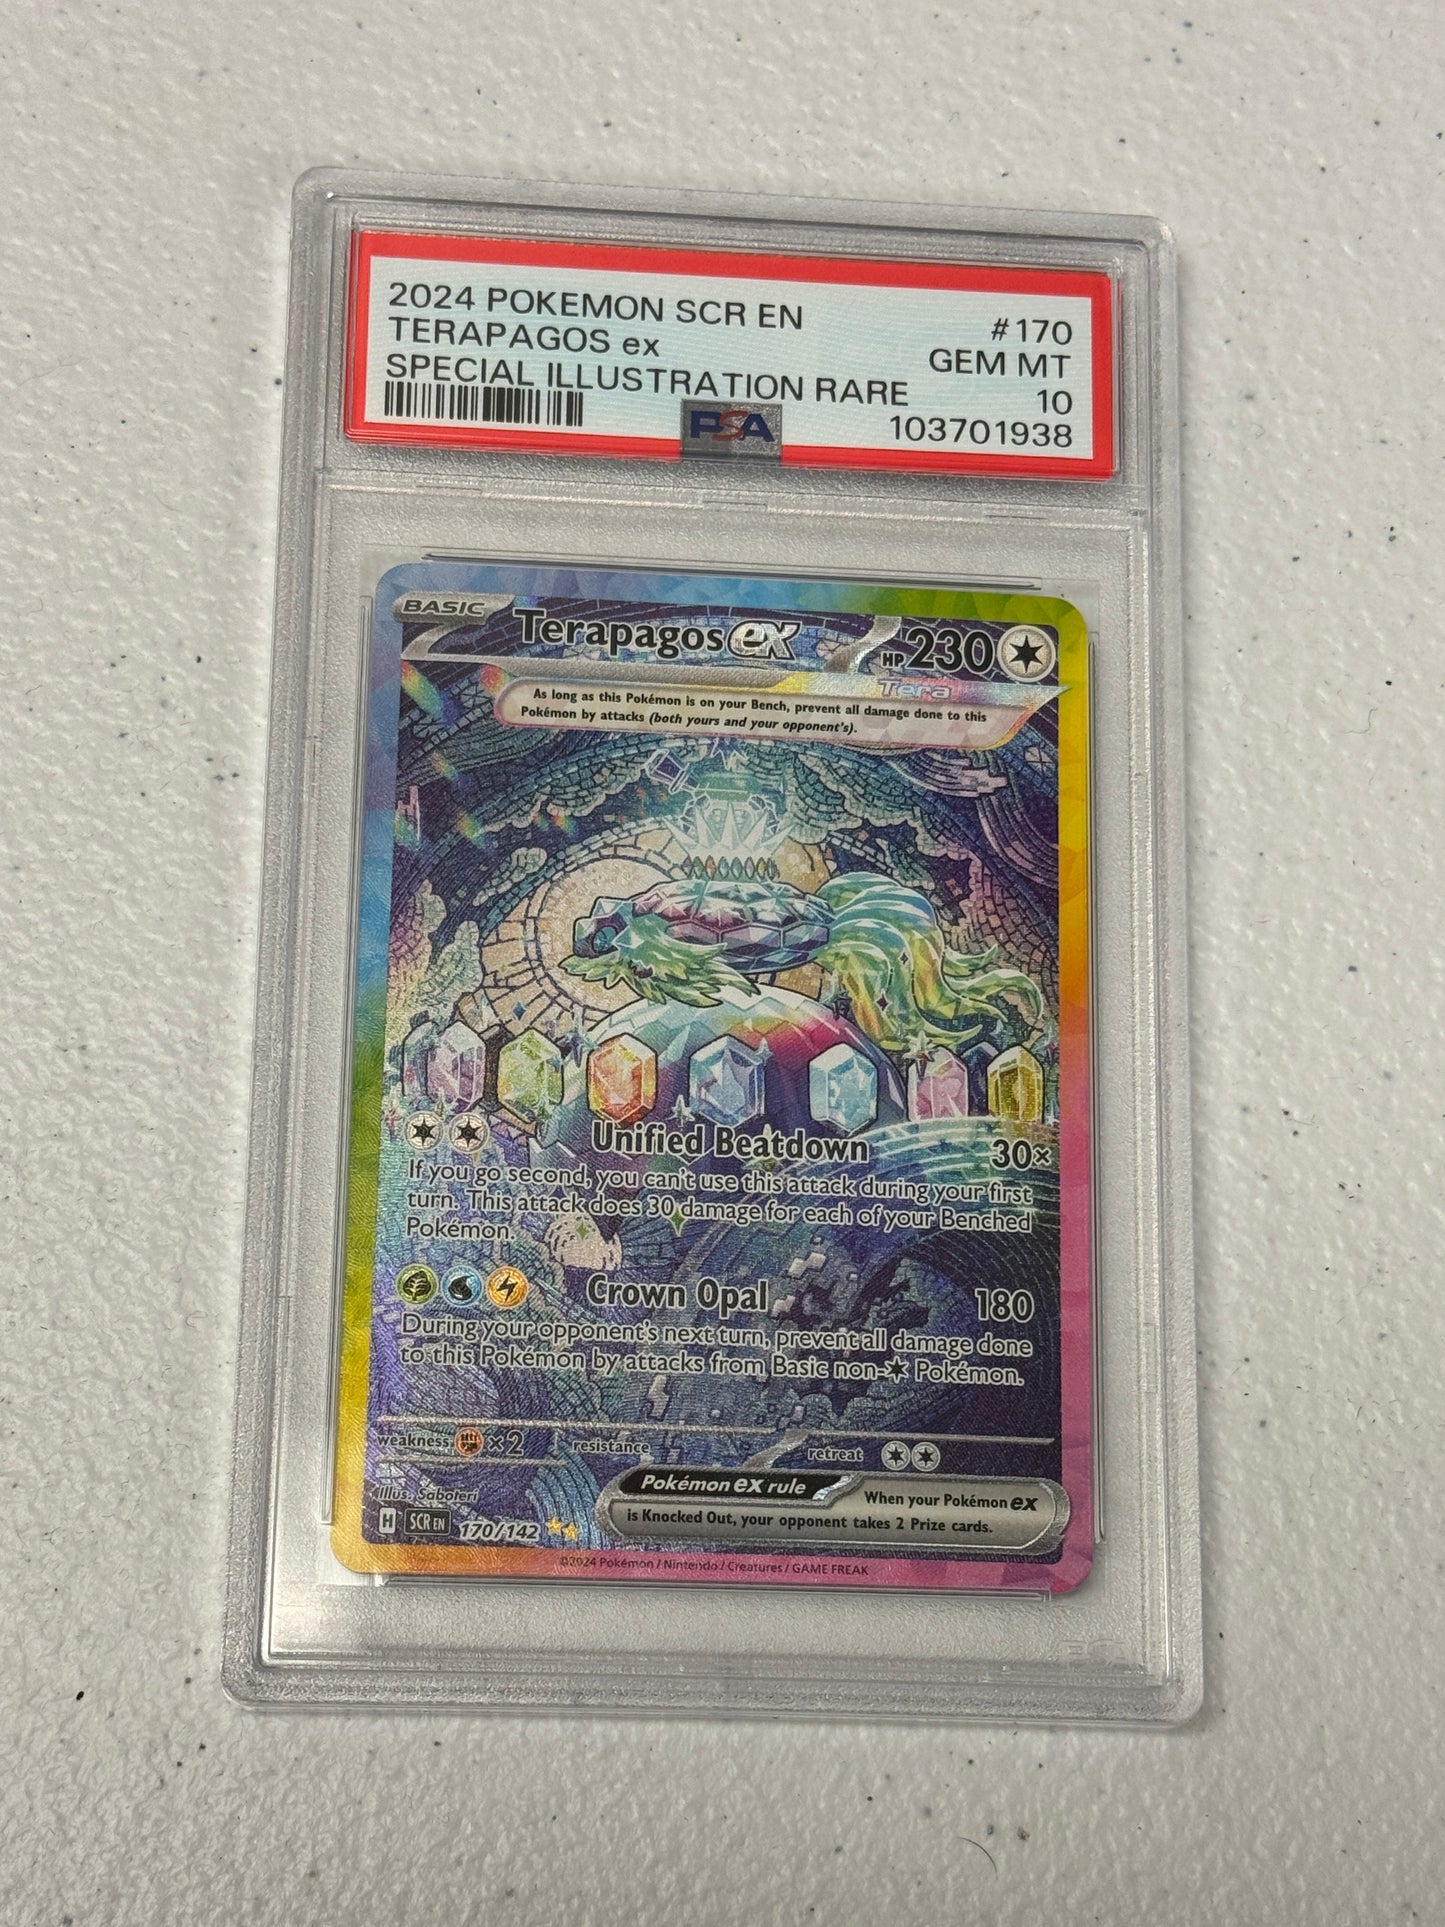 2024 POKEMON SCR EN
#170
TERAPAGOS ex
GEM MT
SPECIAL ILLUSTRATION RARE
10
PSA
103701938
BASIC
Terapagos ex
HP 230
Tera
As long as this Pokémon is on your Bench, prevent all damage done to this
Pokémon by attacks (both yours and your opponent's).
Unified Beatdown 30×
If you go second, you can't use this attack during your first
turn. This attack does 30 damage for each of your Benched
Pokémon.
Crown Opal 180
During your opponent's next turn, prevent all damage done
to this Pokémon by attacks from Basic non- Pokémon.
weakness ×2 resistance retreat
Illus. Saboteri
Pokémon ex rule
When your Pokémon ex
is Knocked Out, your opponent takes 2 Prize cards.
H SCR EN 170/142
©2024 Pokémon / Nintendo / Creatures / GAME FREAK